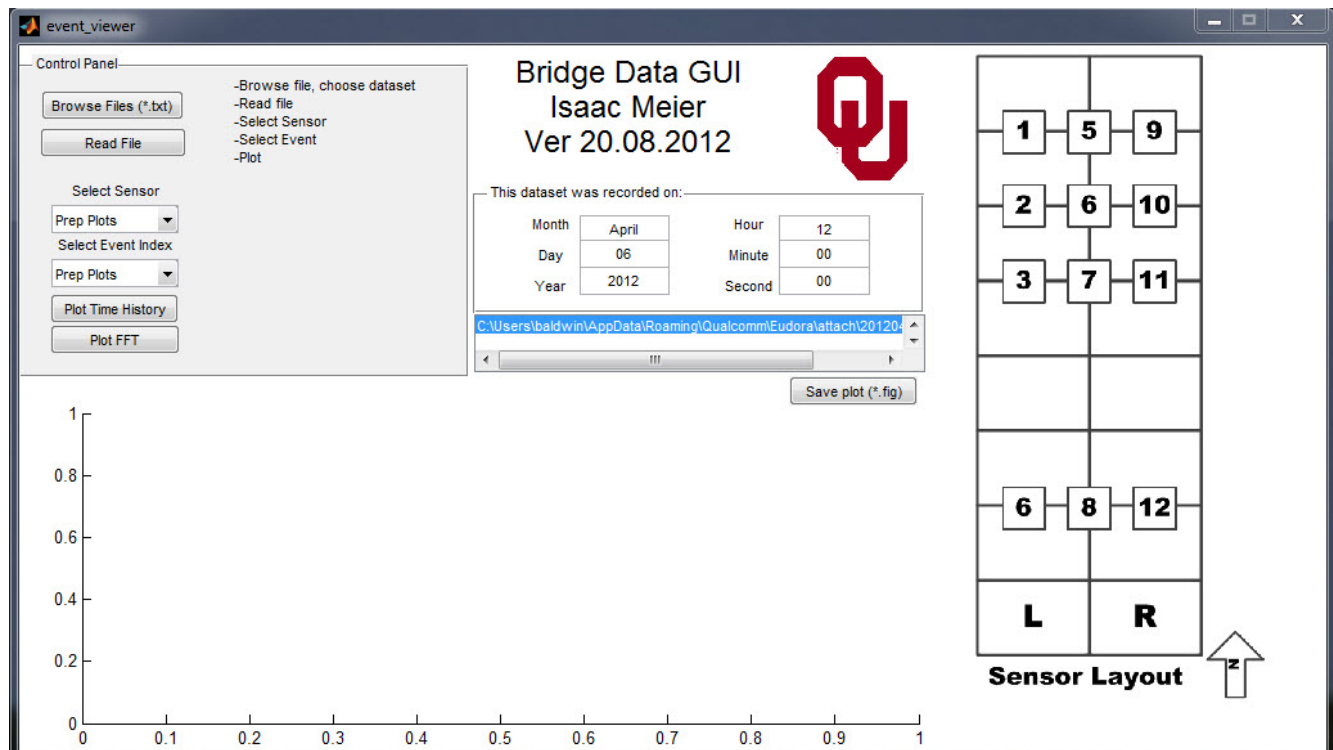 event_viewer
Control Panel
Browse Files (*.txt)
Read File
-Browse file, choose dataset
-Read file
-Select Sensor
-Select Event
-Plot
Select Sensor
Prep Plots
Select Event Index
Prep Plots
Plot Time History
Plot FFT
Bridge Data GUI
Isaac Meier
Ver 20.08.2012
OU
This dataset was recorded on:
Month April Hour 12
Day 06 Minute 00
Year 2012 Second 00
C:\Users\baldwin\AppData\Roaming\Qualcomm\Eudora\attach\20120
Save plot (*.fig)
1
0.8
0.6
0.4
0.2
0
0 0.1 0.2 0.3 0.4 0.5 0.6 0.7 0.8 0.9 1
1 5 9
2 6 10
3 7 11
6 8 12
L R
Sensor Layout
N